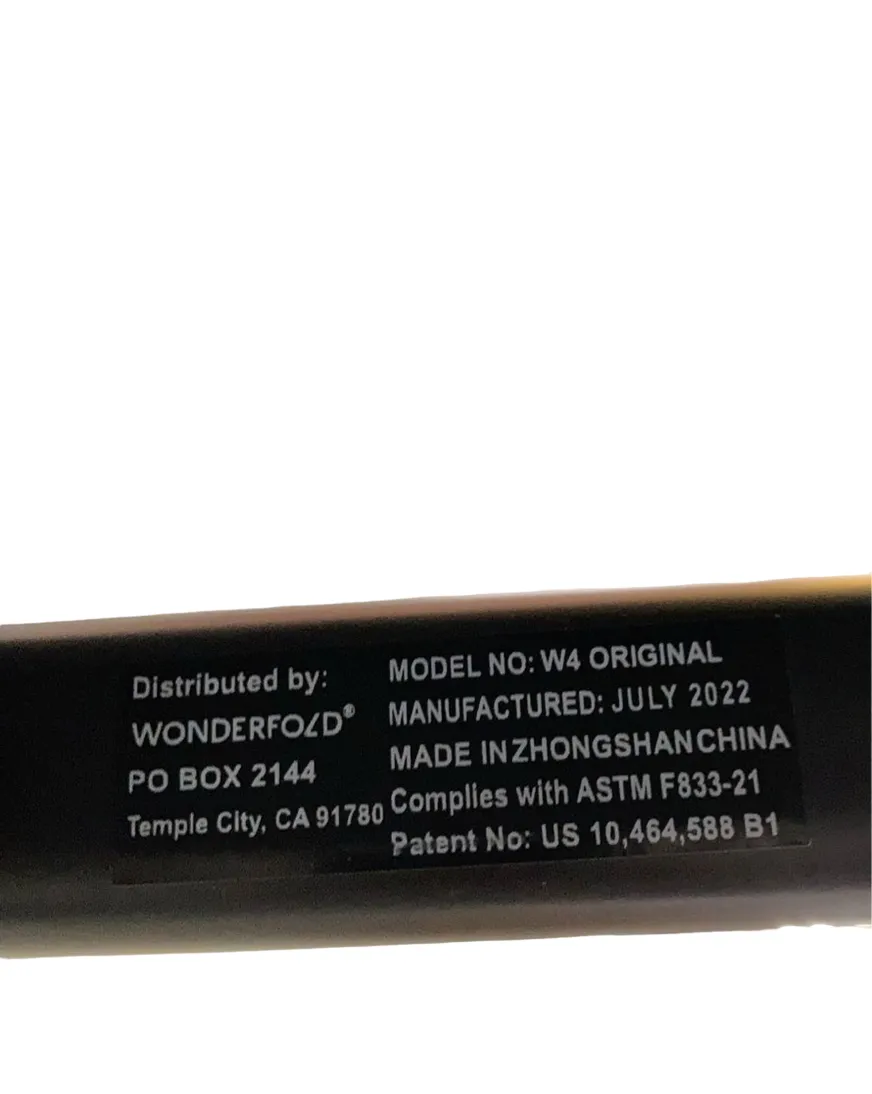 Distributed by:
WONDERFOLD®
PO BOX 2144
Temple City, CA 91780
MODEL NO: W4 ORIGINAL
MANUFACTURED: JULY 2022
MADE IN ZHONGSHAN CHINA
Complies with ASTM F833-21
Patent No: US 10,464,588 B1